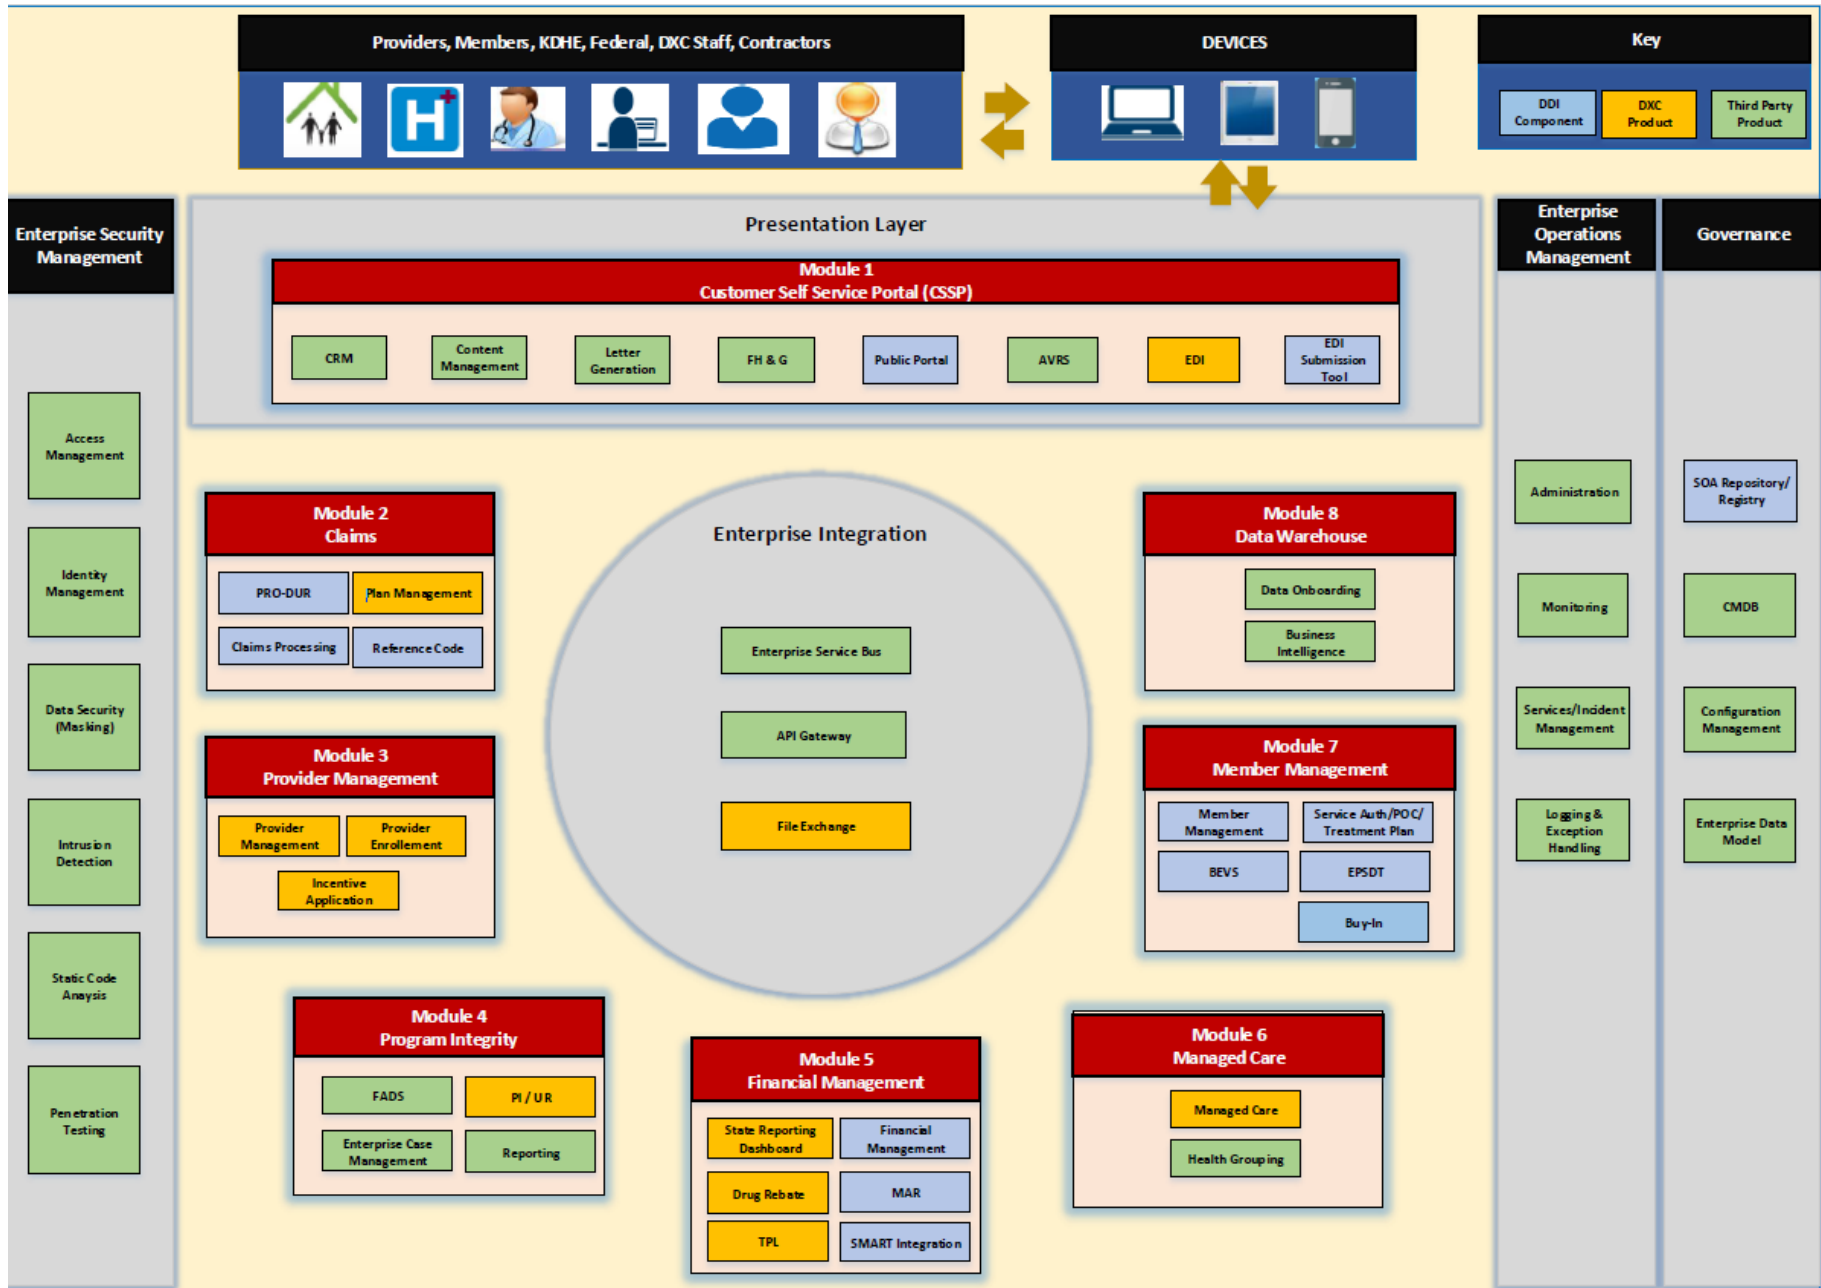 Providers, Members, KDHE, Federal, DXC Staff, Contractors
DEVICES
Key
DDI
Component
DXC
Product
Third Party
Product
Enterprise Security
Management
Access
Management
Identity
Management
Data Security
(Masking)
Intrusion
Detection
Static Code
Anaysis
Penetration
Testing
Presentation Layer
Module 1
Customer Self Service Portal (CSSP)
CRM
Content
Management
Letter
Generation
FH & G
Public Portal
AVRS
EDI
EDI
Submission
Tool
Module 2
Claims
PRO-DUR
Plan Management
Claims Processing
Reference Code
Module 3
Provider Management
Provider
Management
Provider
Enrollement
Incentive
Application
Module 4
Program Integrity
FADS
PI / UR
Enterprise Case
Management
Reporting
Enterprise Integration
Enterprise Service Bus
API Gateway
File Exchange
Module 5
Financial Management
State Reporting
Dashboard
Financial
Management
Drug Rebate
MAR
TPL
SMART Integration
Module 8
Data Warehouse
Data Onboarding
Business
Intelligence
Module 7
Member Management
Member
Management
Service Auth/POC/
Treatment Plan
BEVS
EPSDT
Buy-In
Module 6
Managed Care
Managed Care
Health Grouping
Enterprise
Operations
Management
Administration
Monitoring
Services/Incident
Management
Logging &
Exception
Handling
Governance
SOA Repository/
Registry
CMDB
Configuration
Management
Enterprise Data
Model